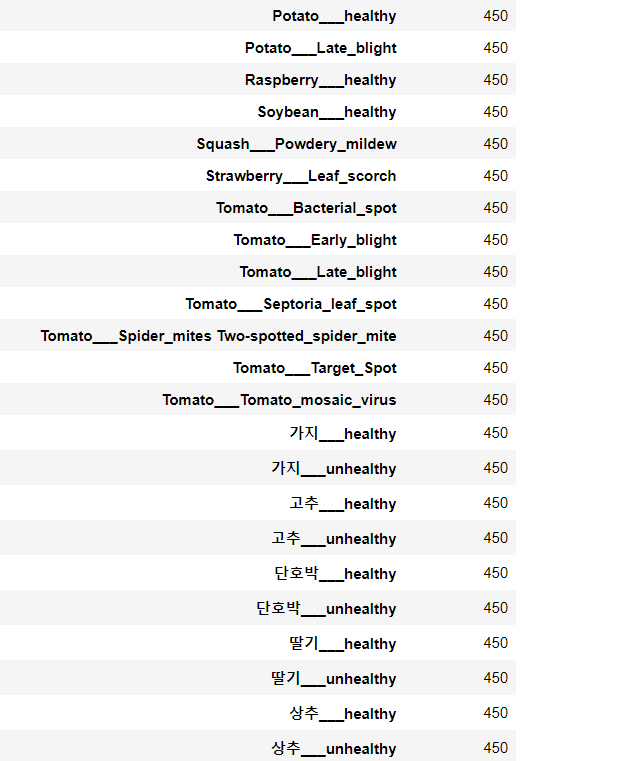 Potato___healthy 450
Potato___Late_blight 450
Raspberry___healthy 450
Soybean___healthy 450
Squash___Powdery_mildew 450
Strawberry___Leaf_scorch 450
Tomato___Bacterial_spot 450
Tomato___Early_blight 450
Tomato___Late_blight 450
Tomato___Septoria_leaf_spot 450
Tomato___Spider_mites Two-spotted_spider_mite 450
Tomato___Target_Spot 450
Tomato___Tomato_mosaic_virus 450
가지___healthy 450
가지___unhealthy 450
고추___healthy 450
고추___unhealthy 450
단호박___healthy 450
단호박___unhealthy 450
딸기___healthy 450
딸기___unhealthy 450
상추___healthy 450
상추___unhealthy 450